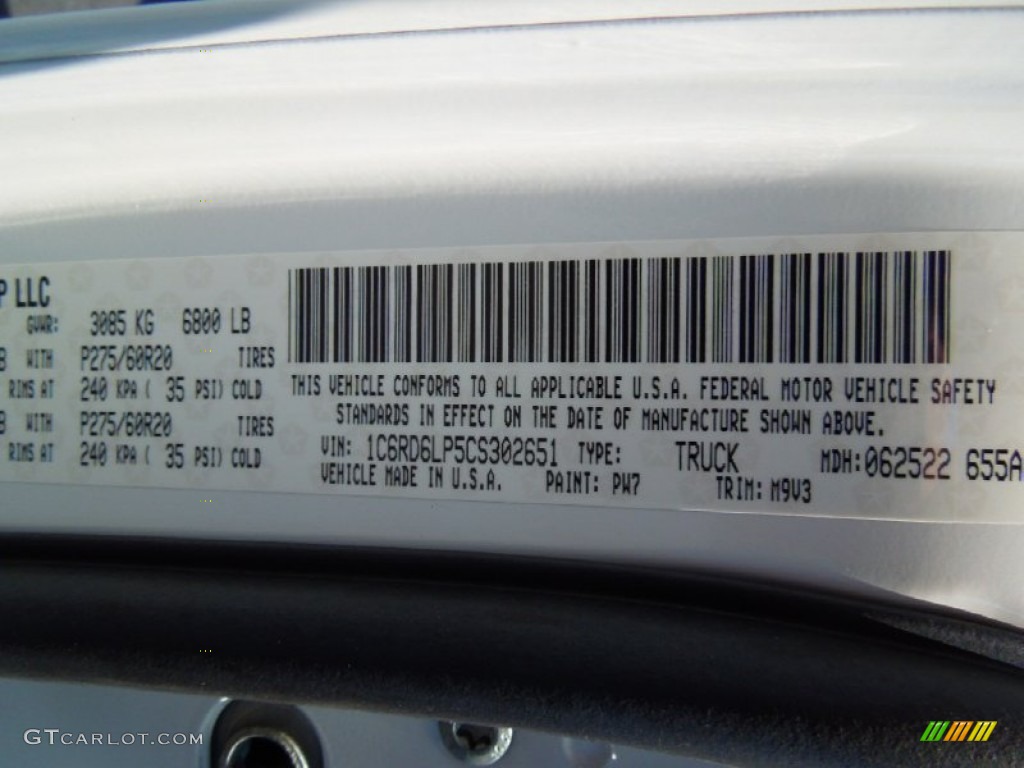 P LLC
GVWR: 3085 KG 6800 LB
B WITH P275/60R20 TIRES
RIMS AT 240 KPA ( 35 PSI) COLD
B WITH P275/60R20 TIRES
RIMS AT 240 KPA ( 35 PSI) COLD
THIS VEHICLE CONFORMS TO ALL APPLICABLE U.S.A. FEDERAL MOTOR VEHICLE SAFETY
STANDARDS IN EFFECT ON THE DATE OF MANUFACTURE SHOWN ABOVE.
VIN: 1C6RD6LP5CS302651 TYPE: TRUCK MDH:062522 655A
VEHICLE MADE IN U.S.A. PAINT: PW7 TRIM: M9V3
GTCARLOT.COM